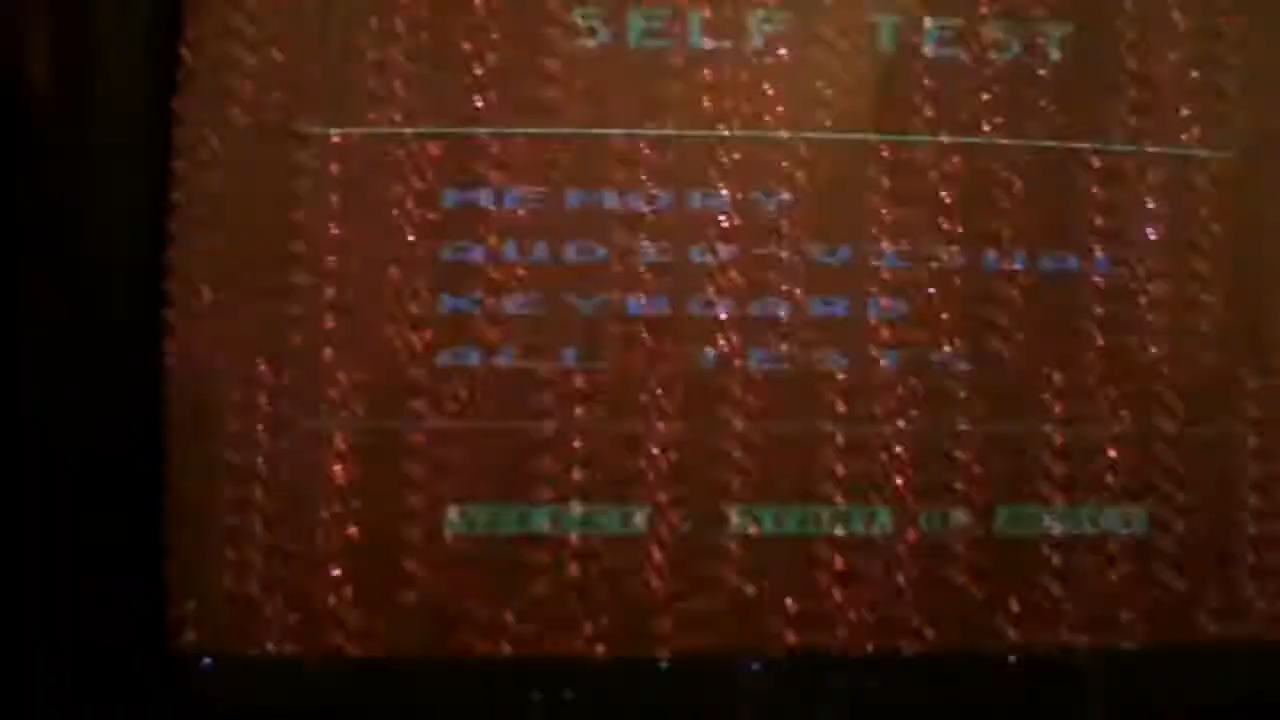 SELF TEST
MEMORY
AUDIO-VISUAL
KEYBOARD
ALL TESTS